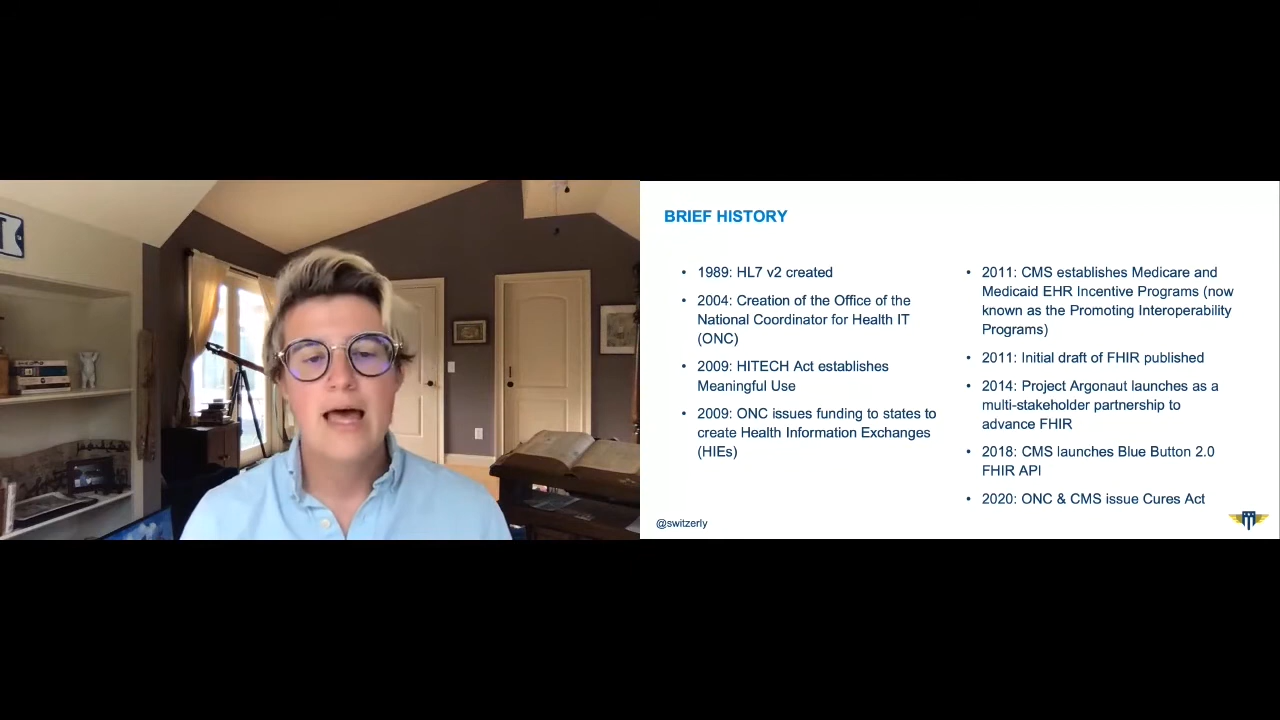 BRIEF HISTORY
• 1989: HL7 v2 created
• 2004: Creation of the Office of the
National Coordinator for Health IT
(ONC)
• 2009: HITECH Act establishes
Meaningful Use
• 2009: ONC issues funding to states to
create Health Information Exchanges
(HIEs)
• 2011: CMS establishes Medicare and
Medicaid EHR Incentive Programs (now
known as the Promoting Interoperability
Programs)
• 2011: Initial draft of FHIR published
• 2014: Project Argonaut launches as a
multi-stakeholder partnership to
advance FHIR
• 2018: CMS launches Blue Button 2.0
FHIR API
• 2020: ONC & CMS issue Cures Act
@switzerly